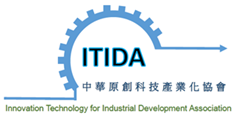 ITIDA
中華原創科技產業化協會
Innovation Technology for Industrial Development Association